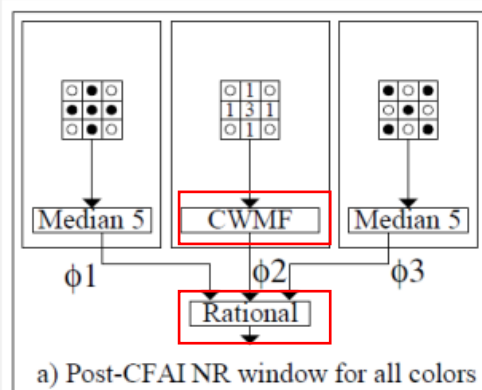 1
1 3 1
1
Median 5 CWMF Median 5
ϕ1 ϕ2 ϕ3
Rational
a) Post-CFAI NR window for all colors